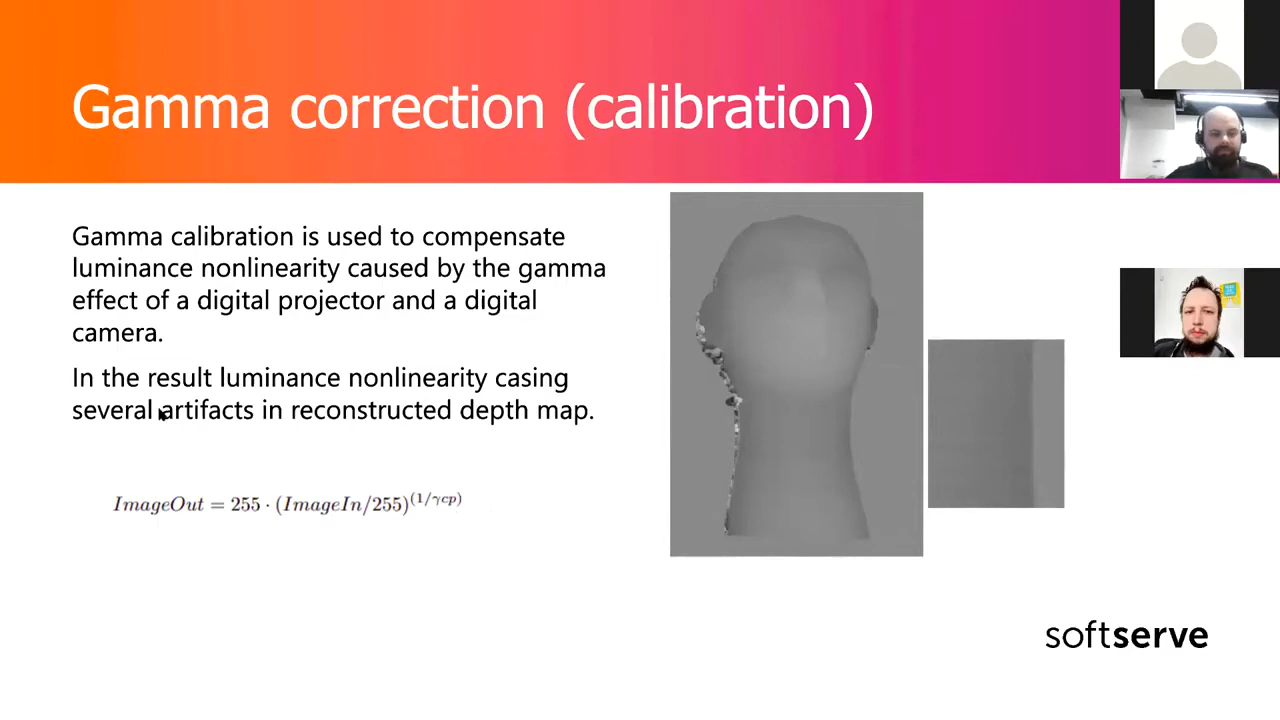 Gamma correction (calibration)
Gamma calibration is used to compensate
luminance nonlinearity caused by the gamma
effect of a digital projector and a digital
camera.
In the result luminance nonlinearity casing
several artifacts in reconstructed depth map.
ImageOut = 255 · (ImageIn/255)^(1/γcp)
softserve